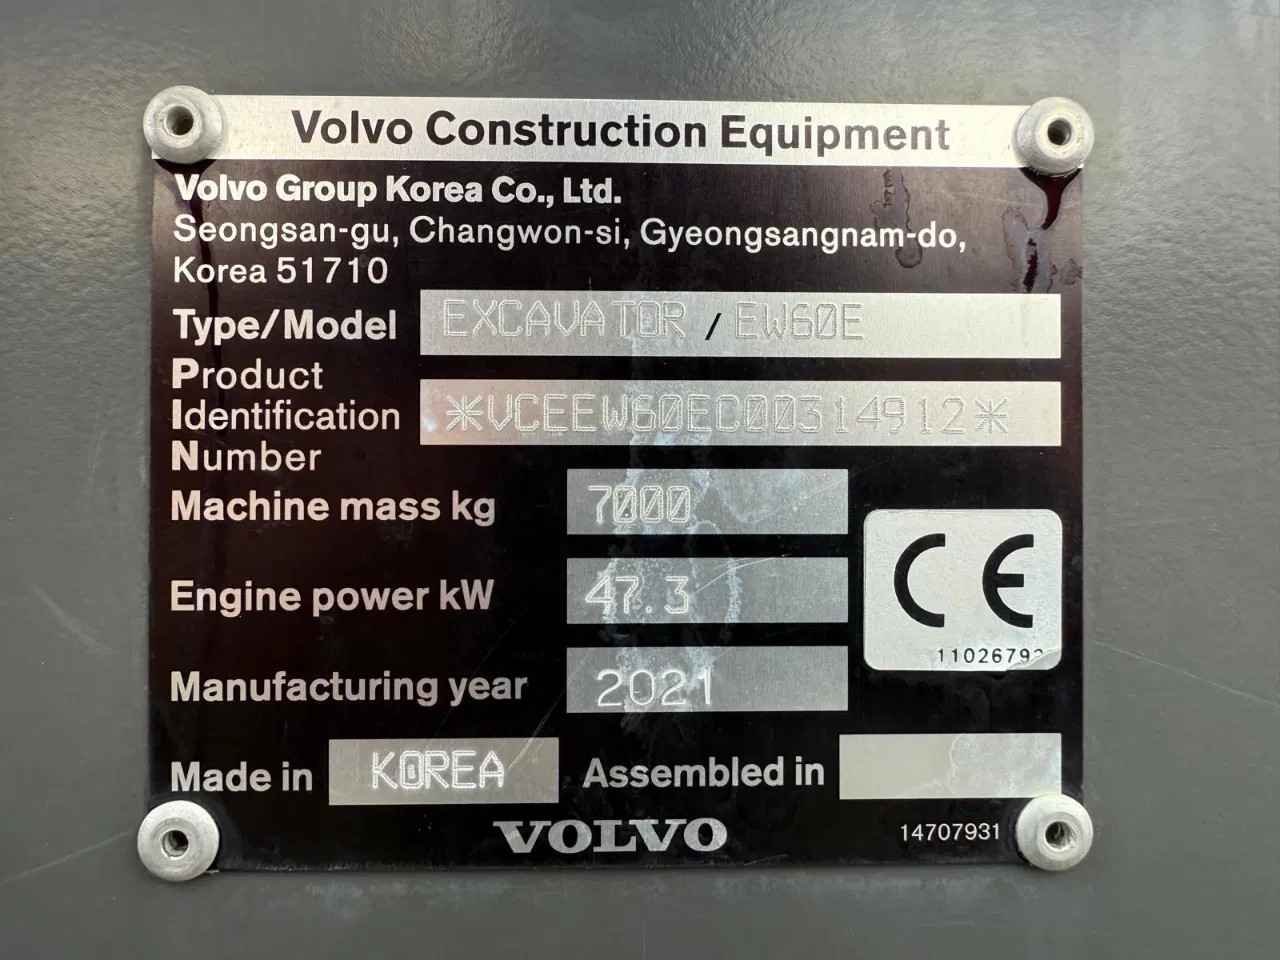 Volvo Construction Equipment
Volvo Group Korea Co., Ltd.
Seongsan-gu, Changwon-si, Gyeongsangnam-do,
Korea 51710
Type/Model EXCAVATOR / EW60E
Product
Identification *VCEEW60EC00314912*
Number
Machine mass kg 7000
CE
Engine power kW 47.3
Manufacturing year 2021
Made in KOREA Assembled in
VOLVO 14707931